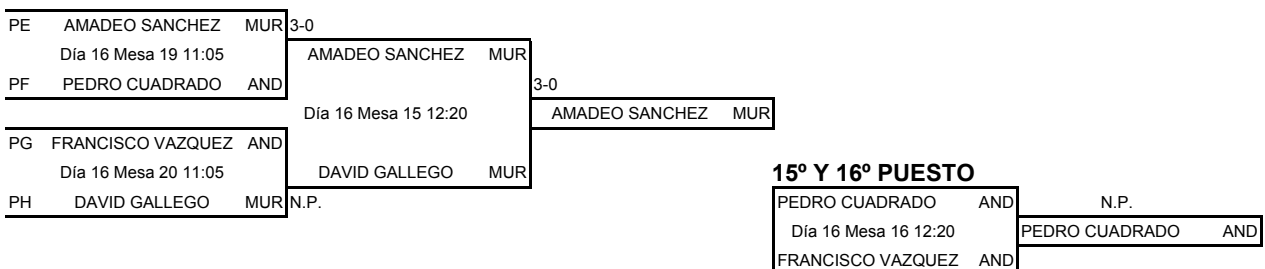 PE AMADEO SANCHEZ MUR 3-0
Día 16 Mesa 19 11:05 AMADEO SANCHEZ MUR
PF PEDRO CUADRADO AND 3-0
Día 16 Mesa 15 12:20 AMADEO SANCHEZ MUR
PG FRANCISCO VAZQUEZ AND
Día 16 Mesa 20 11:05 DAVID GALLEGO MUR 15º Y 16º PUESTO
PH DAVID GALLEGO MUR N.P. PEDRO CUADRADO AND N.P.
Día 16 Mesa 16 12:20 PEDRO CUADRADO AND
FRANCISCO VAZQUEZ AND